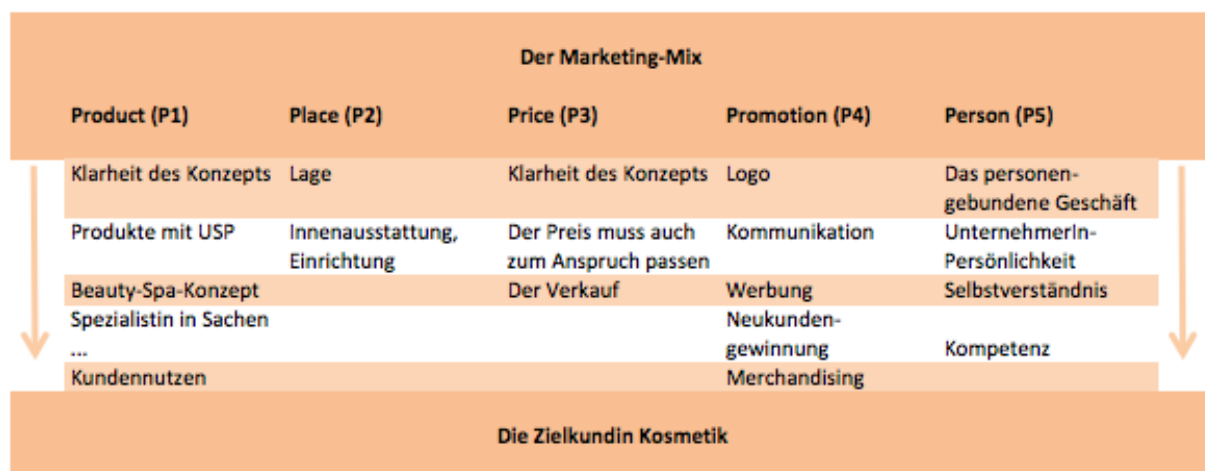 Der Marketing-Mix
Product (P1) Place (P2) Price (P3) Promotion (P4) Person (P5)
Klarheit des Konzepts Lage Klarheit des Konzepts Logo Das personen-
gebundene Geschäft
Produkte mit USP Innenausstattung, Der Preis muss auch Kommunikation UnternehmerIn-
Einrichtung zum Anspruch passen Persönlichkeit
Beauty-Spa-Konzept Der Verkauf Werbung Selbstverständnis
Spezialistin in Sachen Neukunden-
... gewinnung Kompetenz
Kundennutzen Merchandising
Die Zielkundin Kosmetik